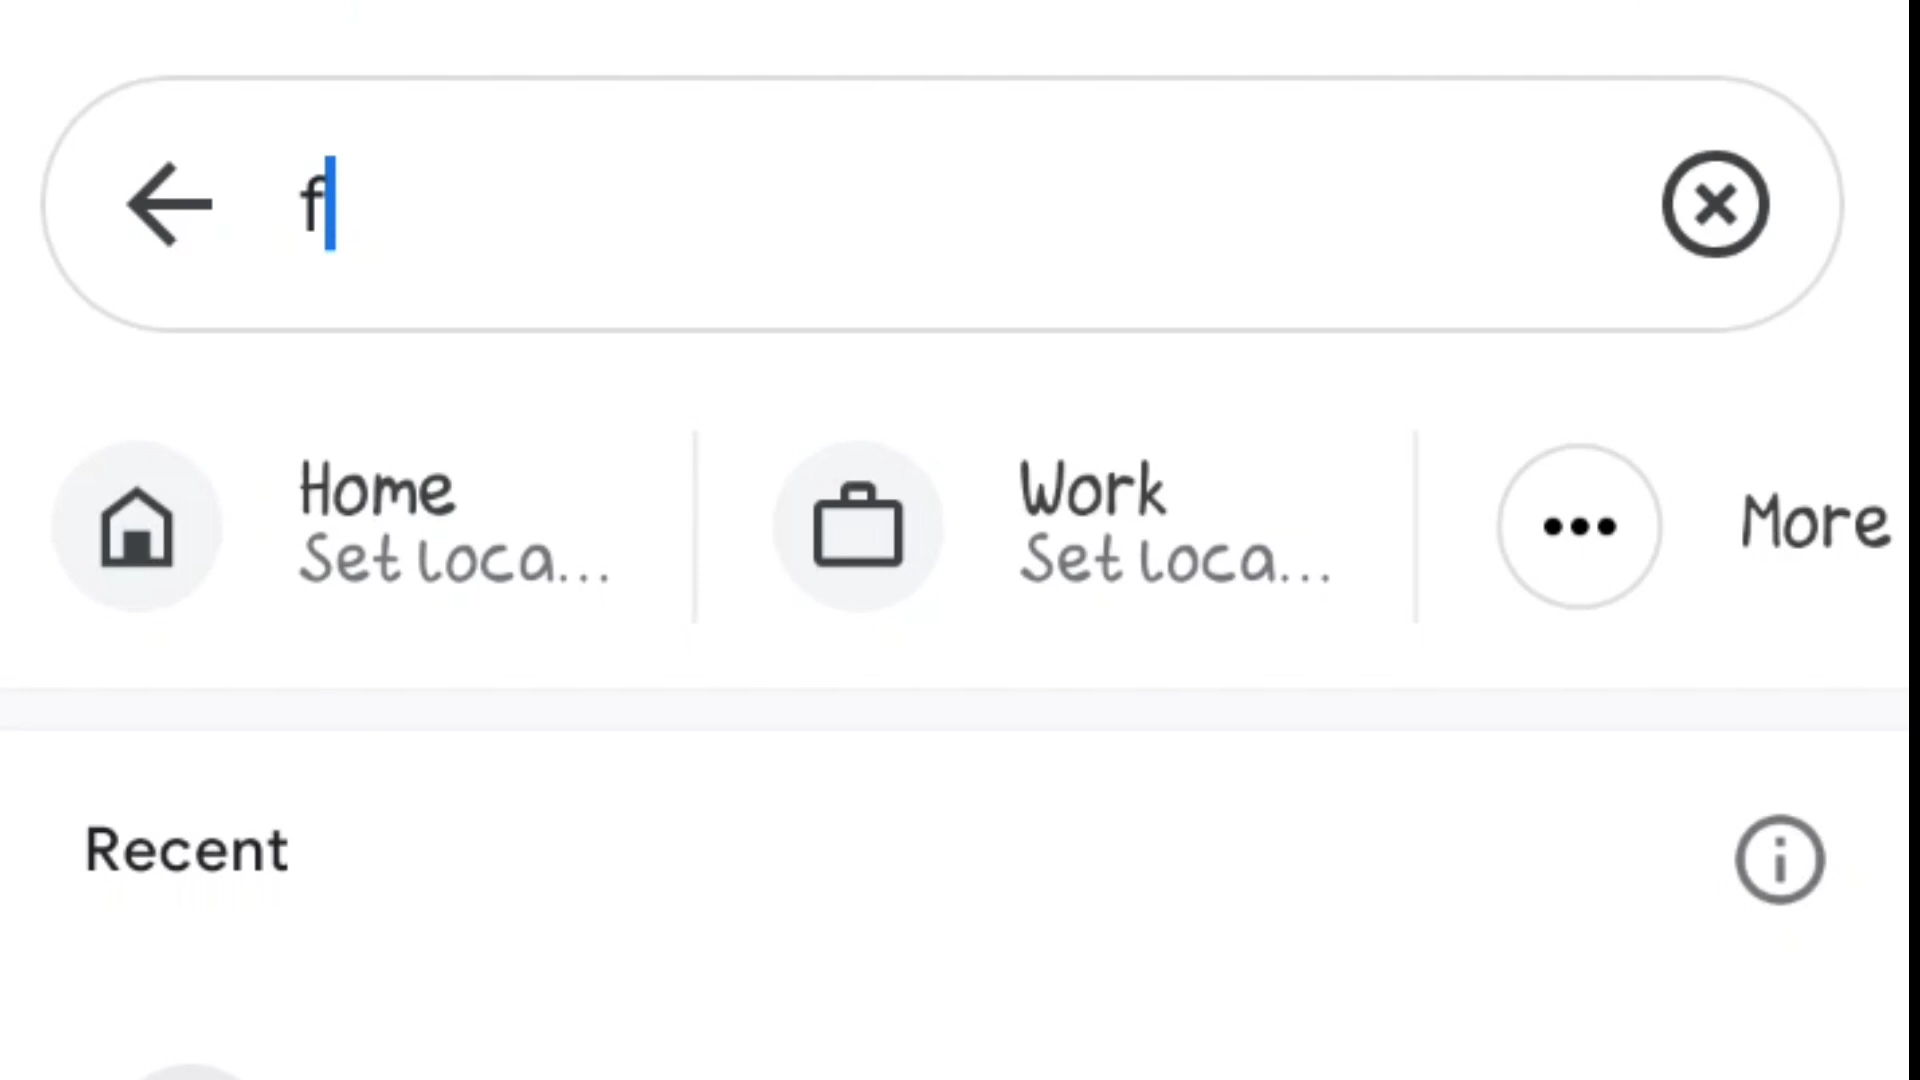 f
Home
Set loca...
Work
Set loca...
More
Recent